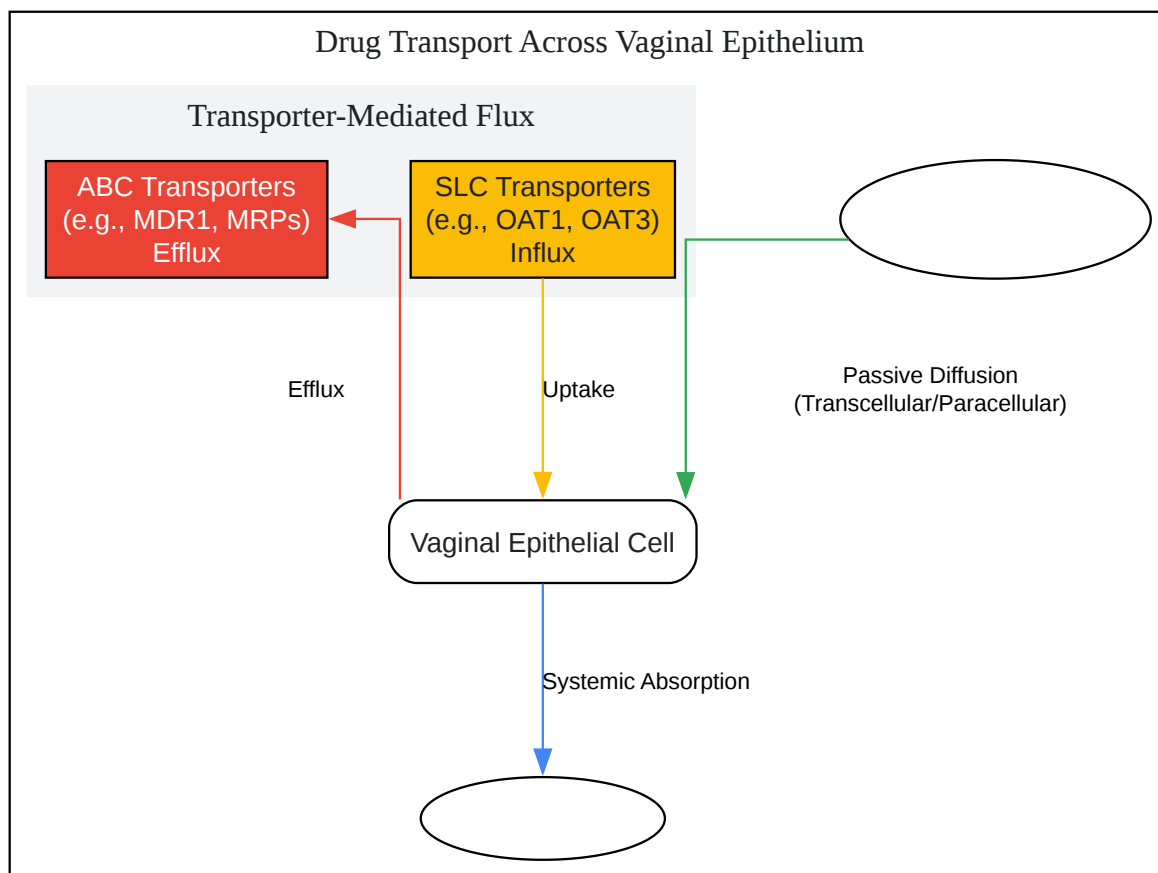 Drug Transport Across Vaginal Epithelium
Transporter-Mediated Flux
ABC Transporters
(e.g., MDR1, MRPs)
Efflux
SLC Transporters
(e.g., OAT1, OAT3)
Influx
Efflux
Uptake
Passive Diffusion
(Transcellular/Paracellular)
Vaginal Epithelial Cell
Systemic Absorption